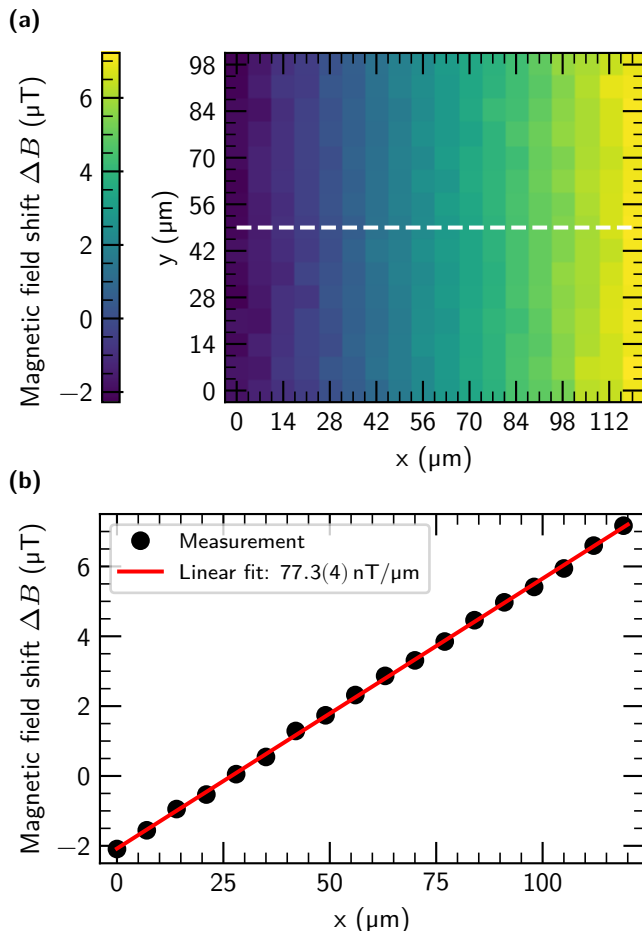 (a)
Magnetic field shift ΔB (µT)
6
4
2
0
−2
y (µm)
98
84
70
56
42
28
14
0
0 14 28 42 56 70 84 98 112
x (µm)
(b)
Magnetic field shift ΔB (µT)
6
4
2
0
−2
Measurement
Linear fit: 77.3(4) nT/µm
0 25 50 75 100
x (µm)